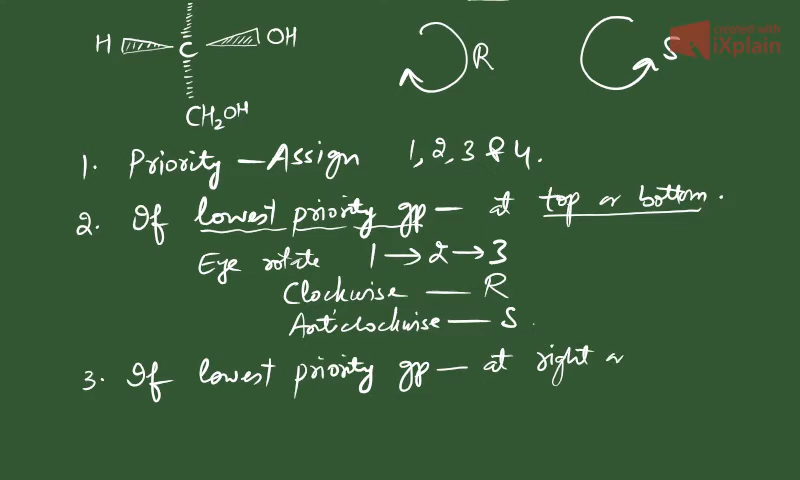 created with
iXplain
H C OH
R
S
CH2OH
1. Priority — Assign 1, 2, 3 & 4.
2. If lowest priority gp — at top or bottom.
Eye rotate 1 → 2 → 3
Clockwise — R
Anticlockwise — S.
3. If lowest priority gp — at right or